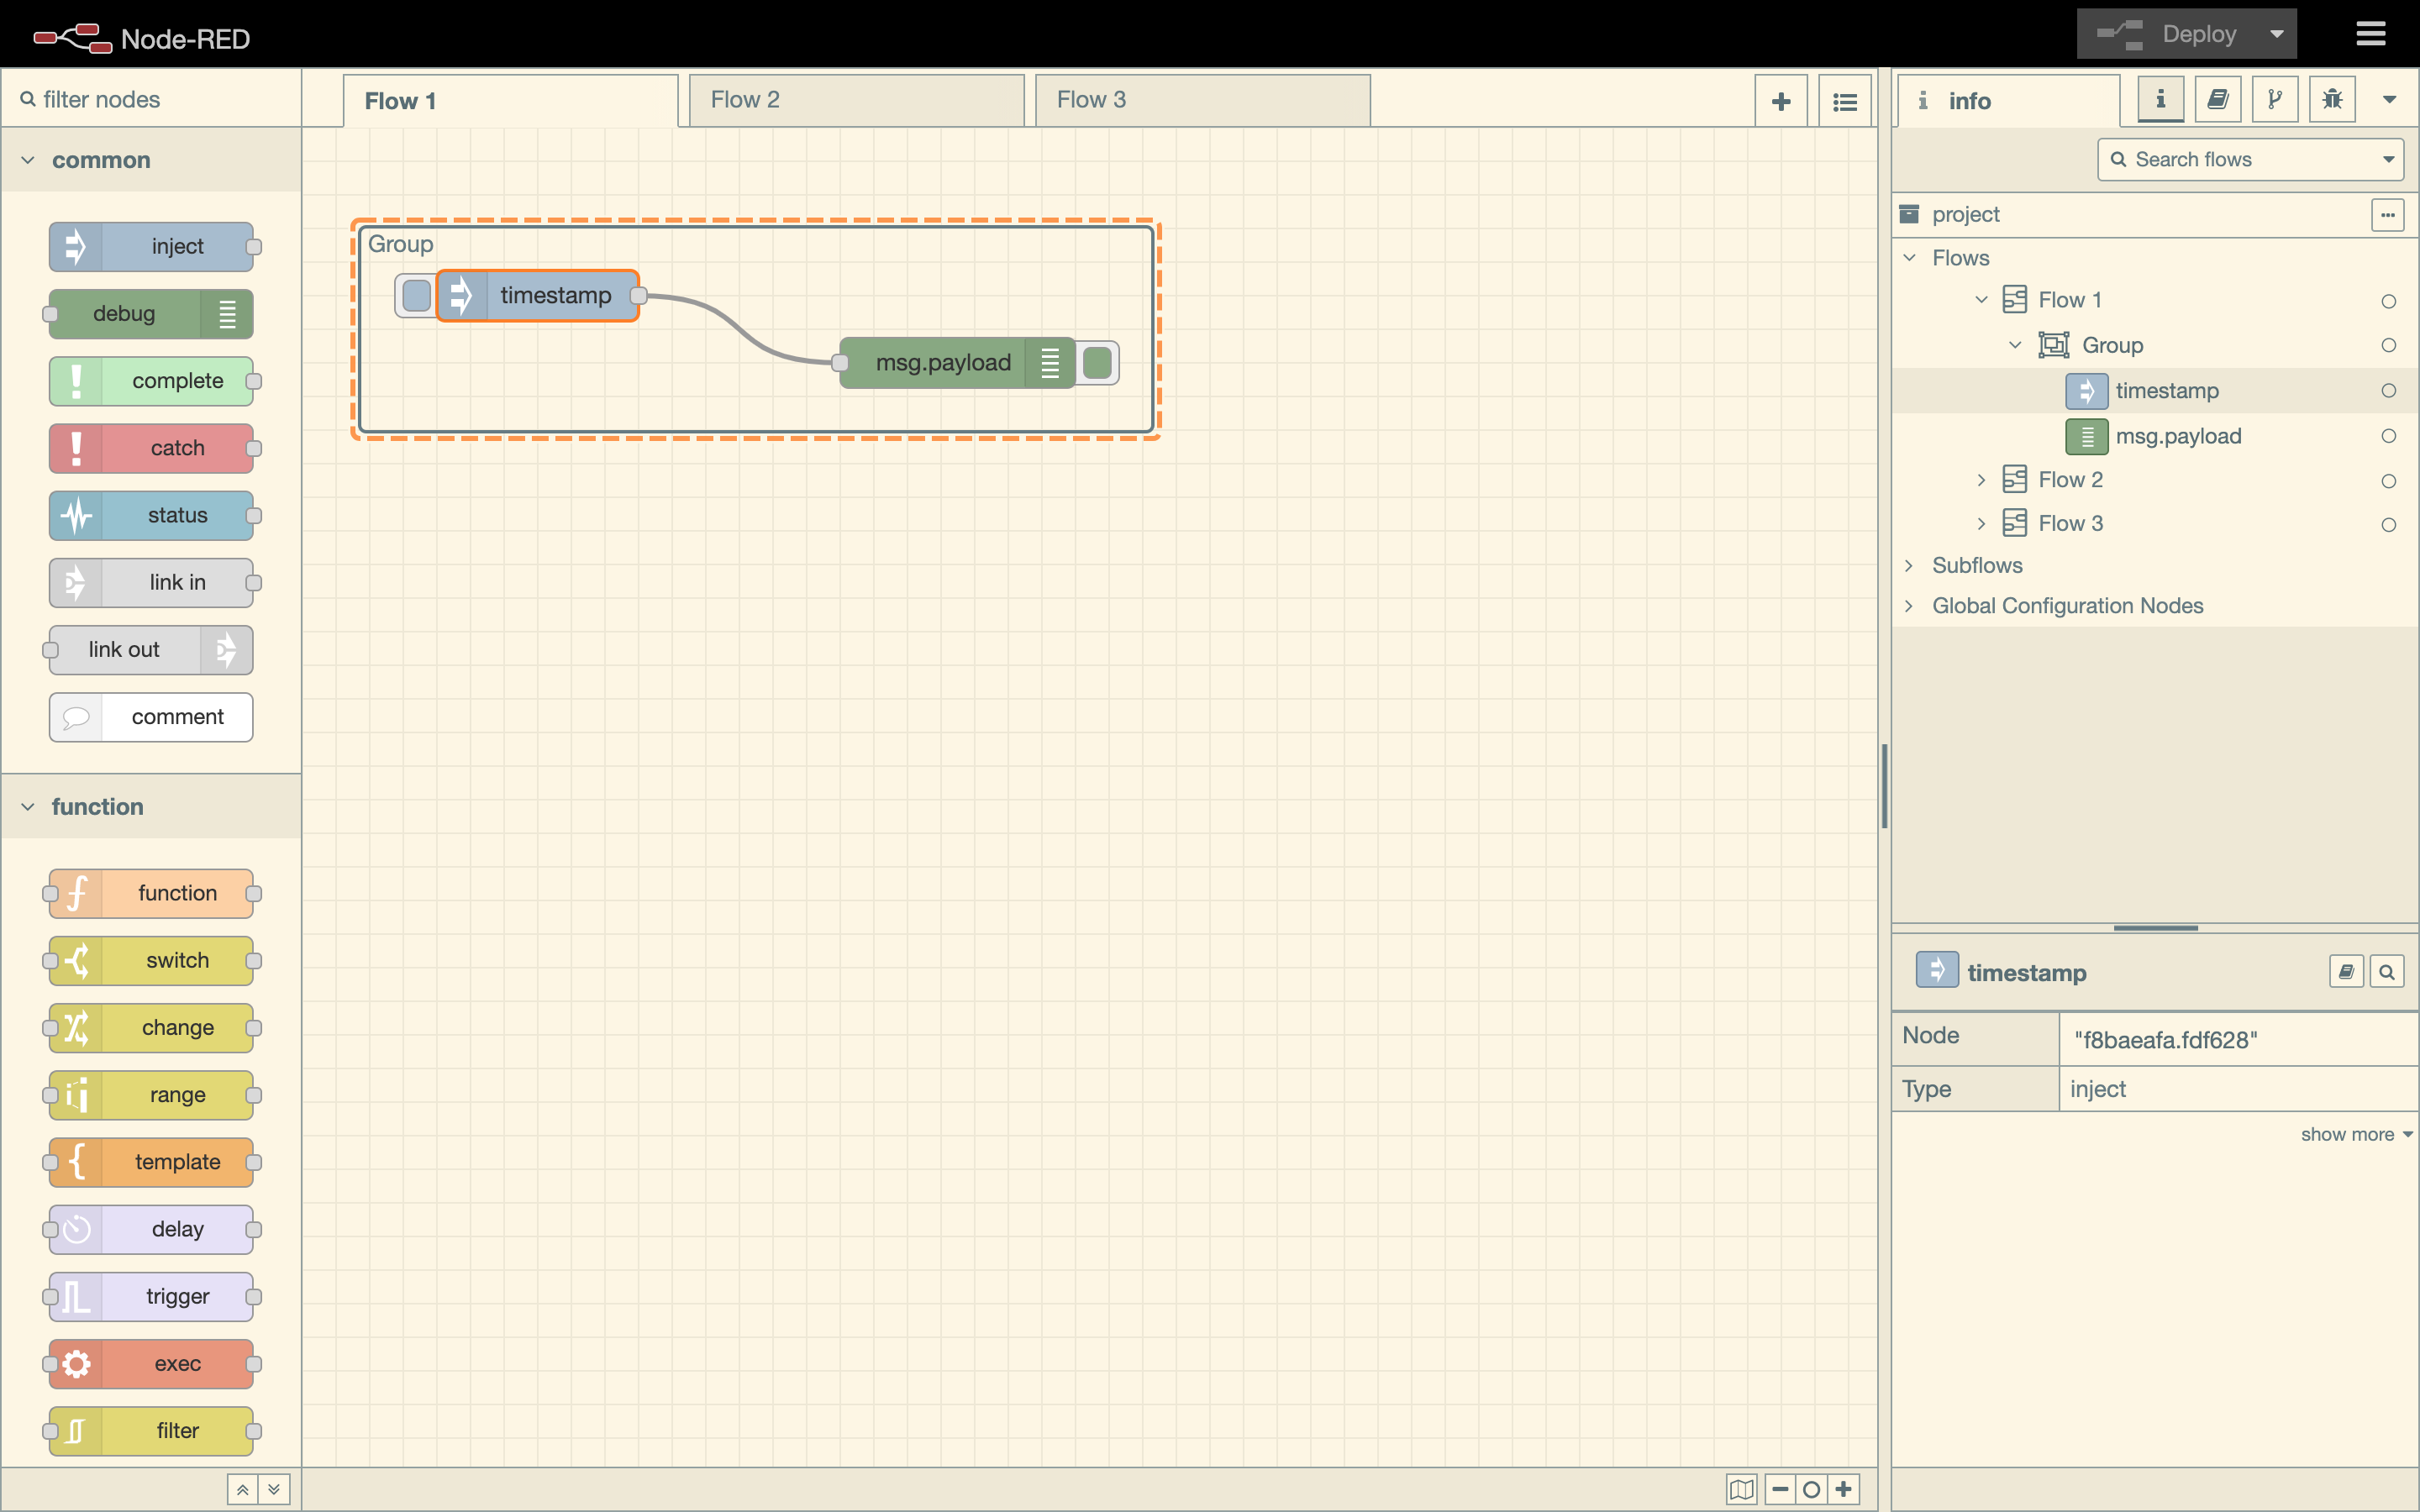 Node-RED
Deploy
filter nodes
Flow 1
Flow 2
Flow 3
info
common
Search flows
inject
debug
complete
catch
status
link in
link out
comment
function
function
switch
change
range
template
delay
trigger
exec
filter
Group
timestamp
msg.payload
project
Flows
Flow 1
Group
timestamp
msg.payload
Flow 2
Flow 3
Subflows
Global Configuration Nodes
timestamp
Node "f8baeafa.fdf628"
Type inject
show more